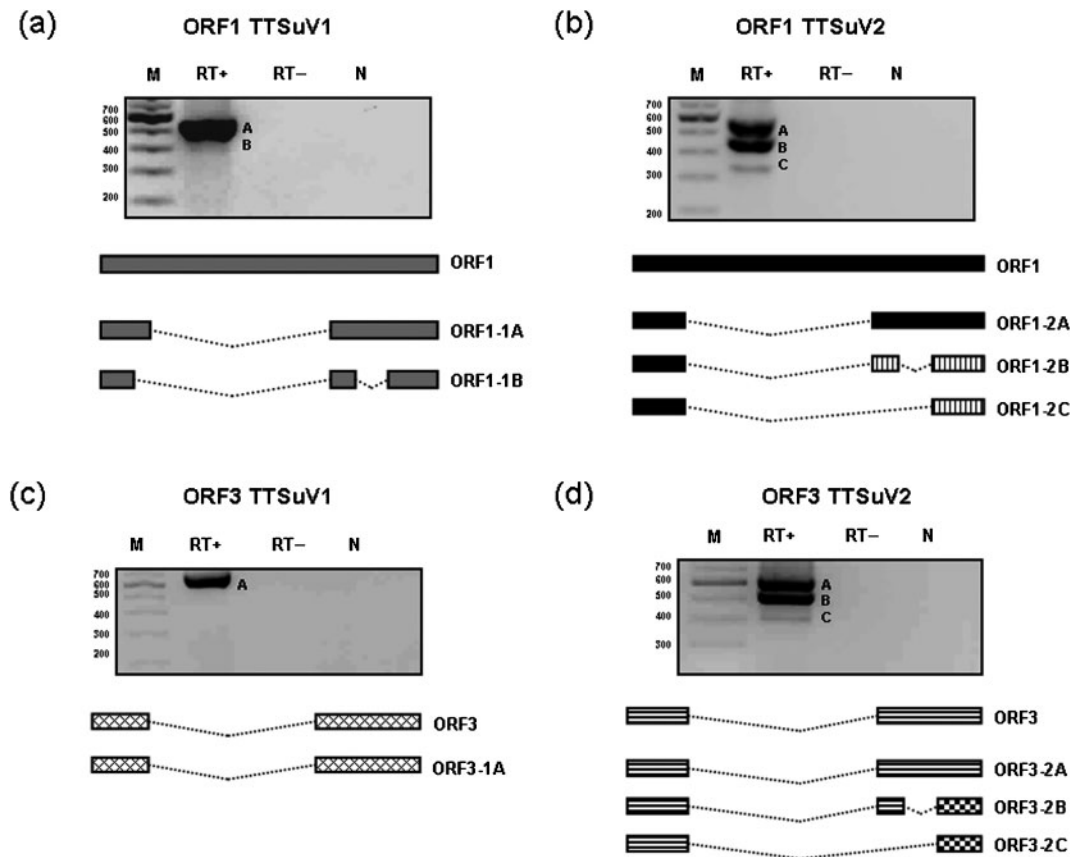 (a)
ORF1 TTSuV1
M RT+ RT– N
700
600
500
400
300
200
A
B
ORF1
ORF1-1A
ORF1-1B
(b)
ORF1 TTSuV2
M RT+ RT– N
700
600
500
400
300
200
A
B
C
ORF1
ORF1-2A
ORF1-2B
ORF1-2C
(c)
ORF3 TTSuV1
M RT+ RT– N
700
600
500
400
300
200
A
ORF3
ORF3-1A
(d)
ORF3 TTSuV2
M RT+ RT– N
700
600
500
400
300
A
B
C
ORF3
ORF3-2A
ORF3-2B
ORF3-2C